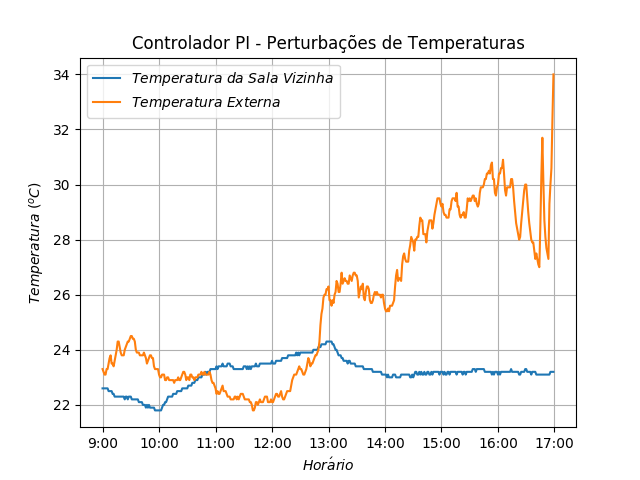 Controlador PI - Perturbações de Temperaturas
Temperatura da Sala Vizinha
Temperatura Externa
34
32
30
28
26
24
22
Temperatura (ºC)
9:00 10:00 11:00 12:00 13:00 14:00 15:00 16:00 17:00
Horário